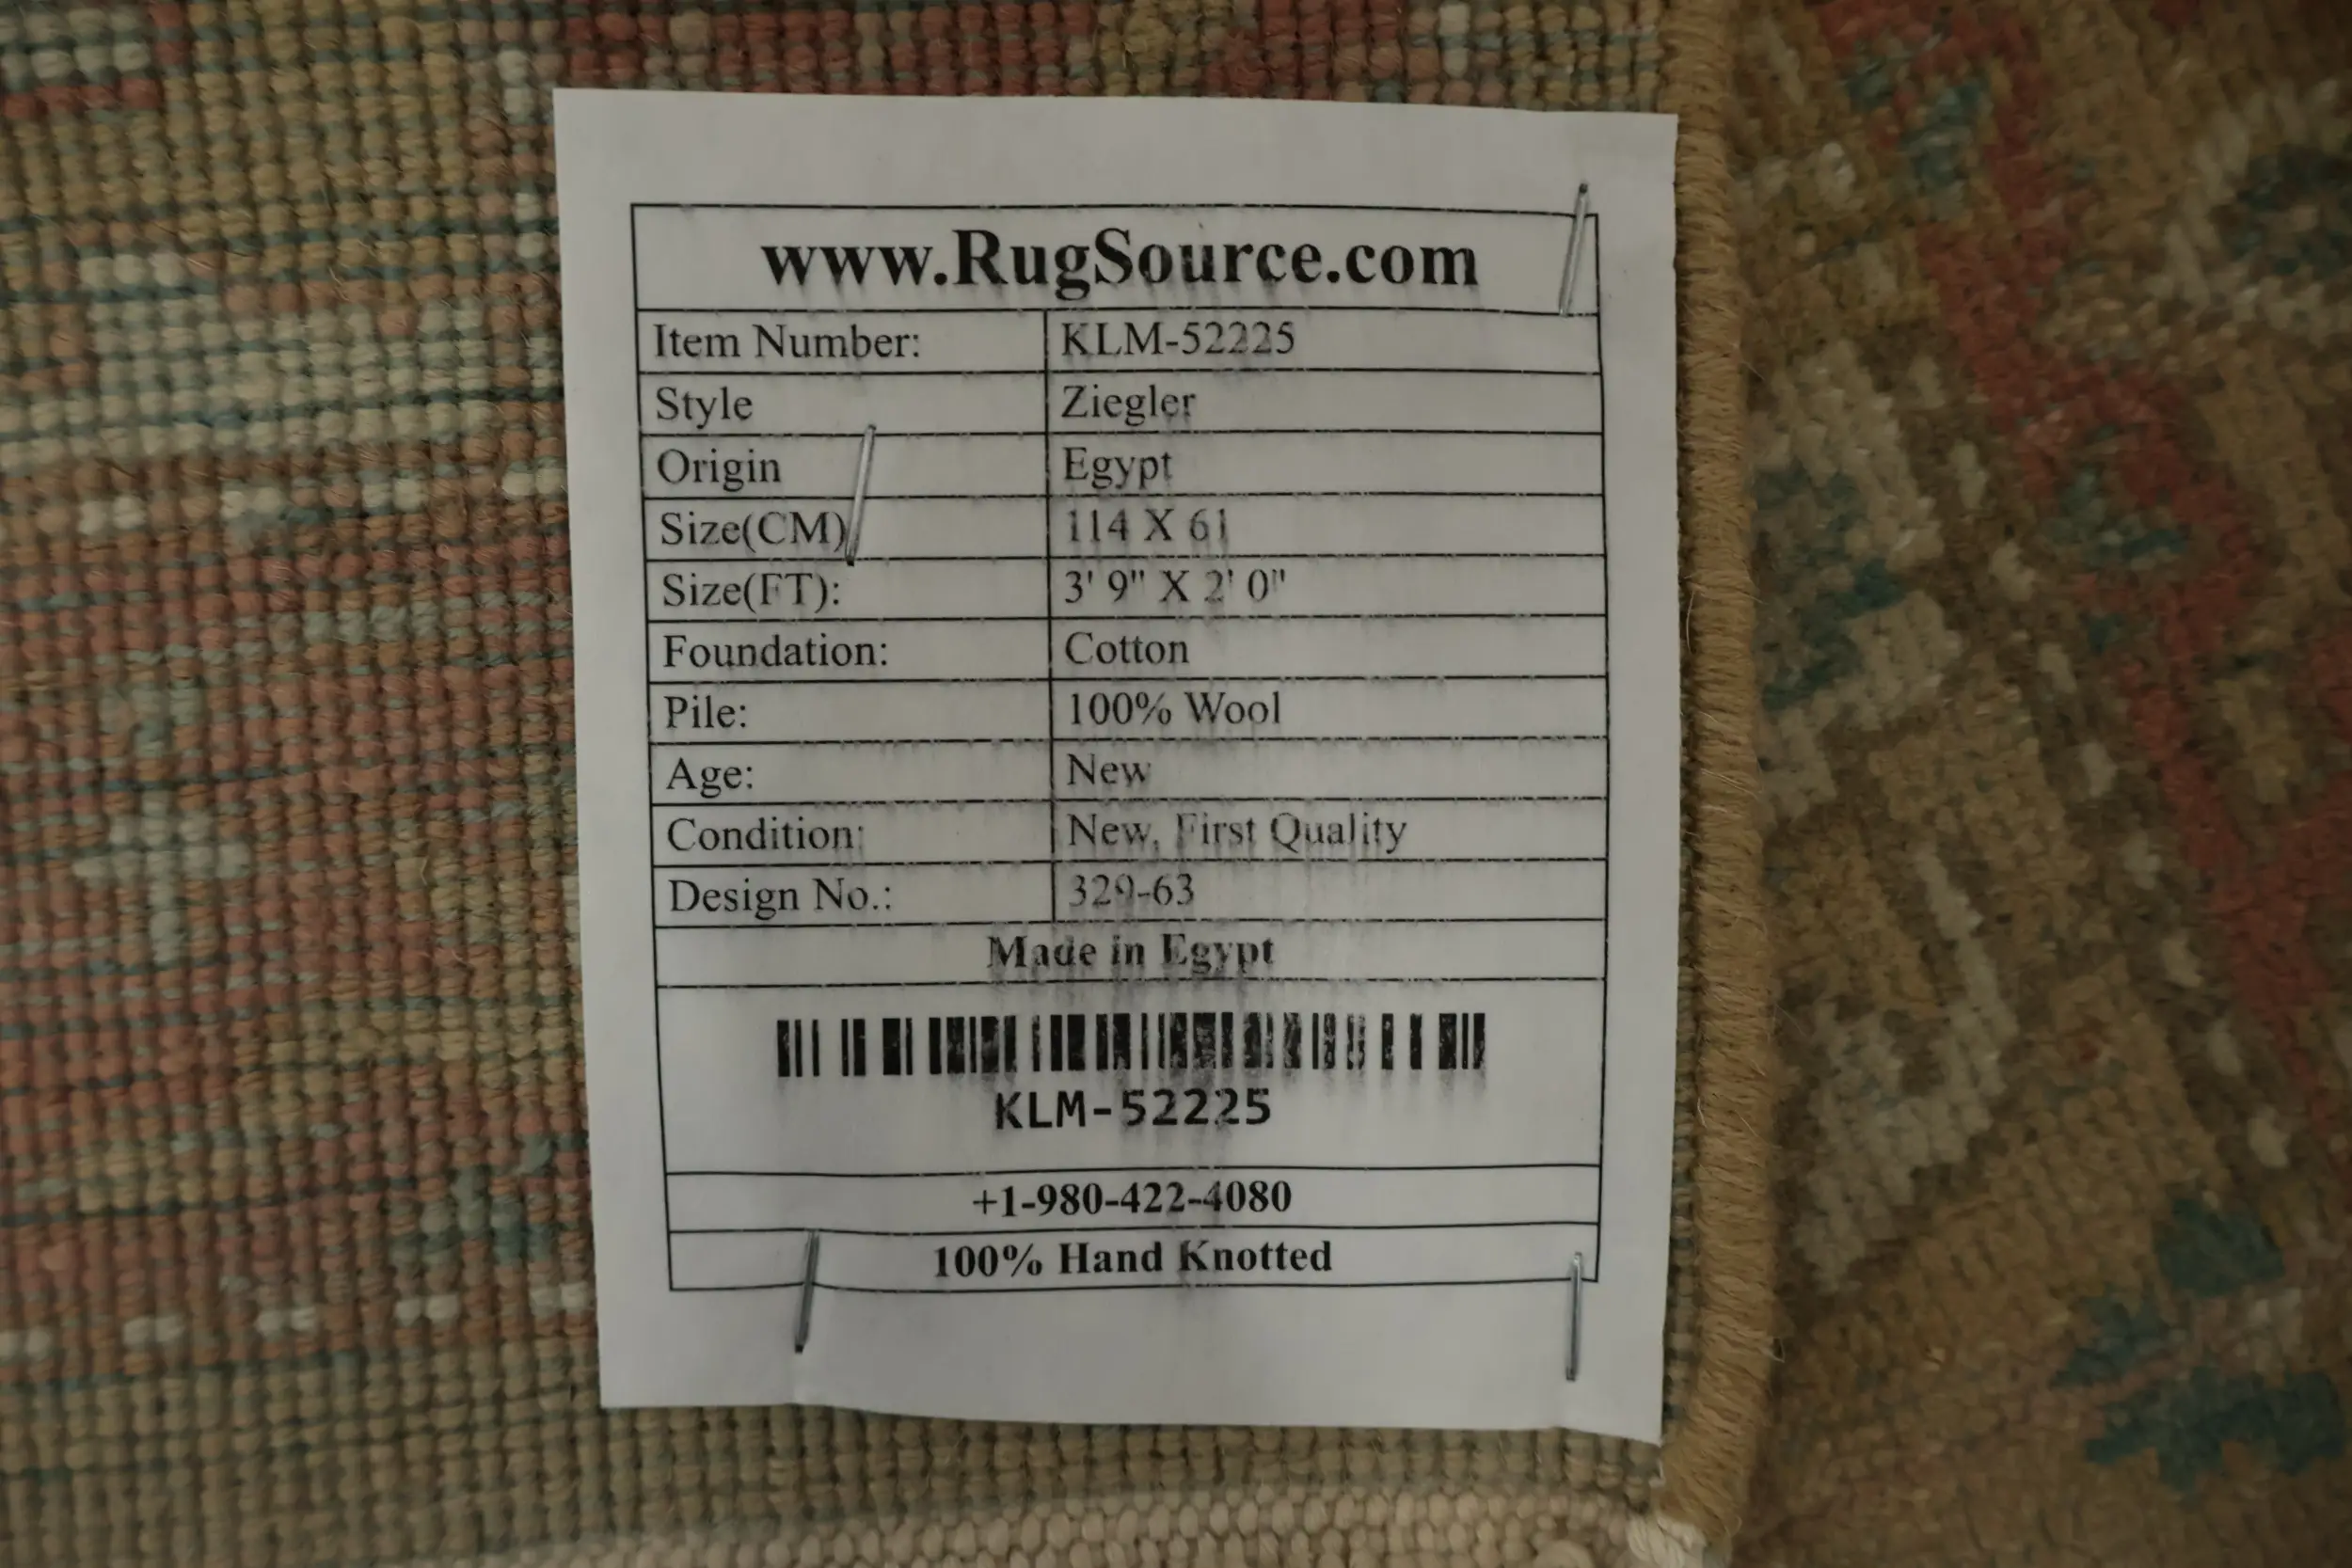 www.RugSource.com
Item Number: KLM-52225
Style Ziegler
Origin Egypt
Size(CM) 114 X 61
Size(FT): 3' 9" X 2' 0"
Foundation: Cotton
Pile: 100% Wool
Age: New
Condition: New, First Quality
Design No.: 329-63
Made in Egypt
KLM-52225
+1-980-422-4080
100% Hand Knotted